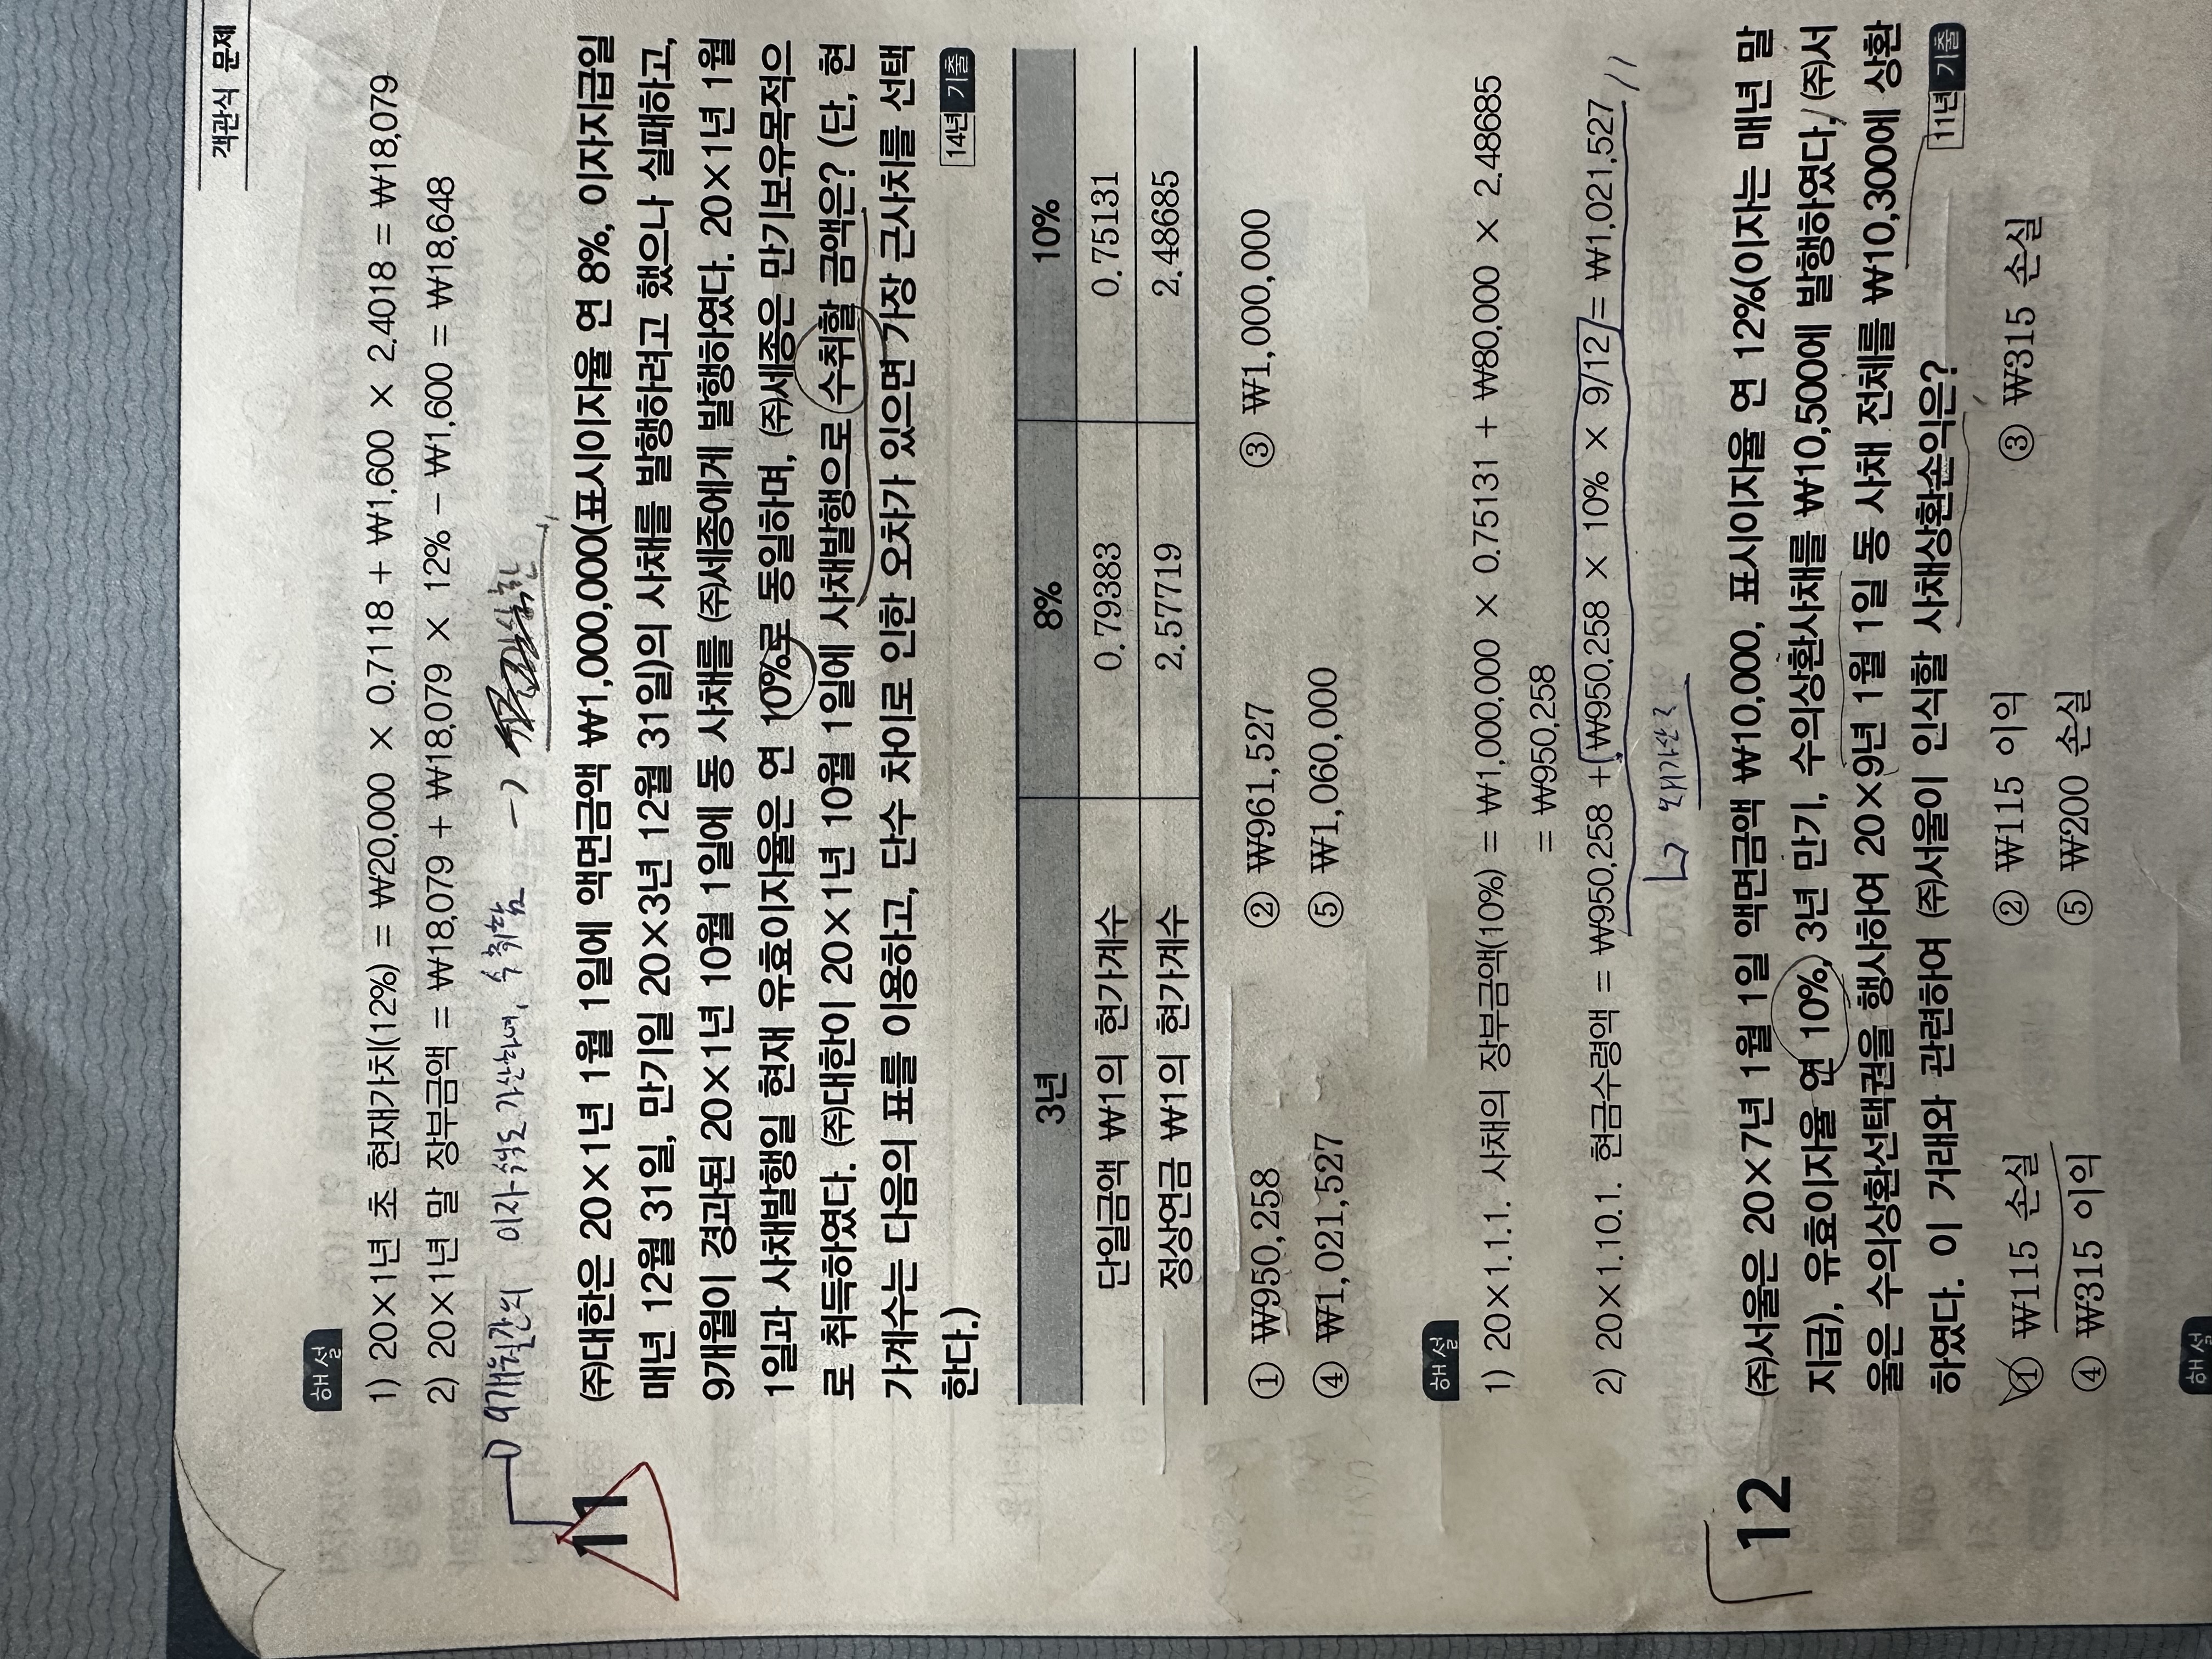 객관식 문제
해설
1) 20×1년 초 현재가치(12%) = ₩20,000 × 0.7118 + ₩1,600 × 2.4018 = ₩18,079
2) 20×1년 말 장부금액 = ₩18,079 + ₩18,079 × 12% − ₩1,600 = ₩18,648
9개월간의 이자
11
(주)대한은 20×1년 1월 1일에 액면금액 ₩1,000,000(표시이자율 연 8%, 이자지급일
매년 12월 31일, 만기일 20×3년 12월 31일)의 사채를 발행하려고 했으나 실패하고,
9개월이 경과된 20×1년 10월 1일에 동 사채를 (주)세종에게 발행하였다. 20×1년 1월
1일과 사채발행일 현재 유효이자율은 연 10%로 동일하며, (주)세종은 만기보유목적으
로 취득하였다. (주)대한이 20×1년 10월 1일에 사채발행으로 수취할 금액은? (단, 현
가계수는 다음의 표를 이용하고, 단수 차이로 인한 오차가 있으면 가장 근사치를 선택
한다.) 14년 기출
3년 8% 10%
단일금액 ₩1의 현가계수 0.79383 0.75131
정상연금 ₩1의 현가계수 2.57719 2.48685
① ₩950,258 ② ₩961,527 ③ ₩1,000,000
④ ₩1,021,527 ⑤ ₩1,060,000
해설
1) 20×1.1.1. 사채의 장부금액(10%) = ₩1,000,000 × 0.75131 + ₩80,000 × 2.48685
= ₩950,258
2) 20×1.10.1. 현금수령액 = ₩950,258 + ₩950,258 × 10% × 9/12 = ₩1,021,527
12
(주)서울은 20×7년 1월 1일 액면금액 ₩10,000, 표시이자율 연 12%(이자는 매년 말
지급), 유효이자율 연 10%, 3년 만기, 수의상환사채를 ₩10,500에 발행하였다. (주)서
울은 수의상환선택권을 행사하여 20×9년 1월 1일 동 사채 전체를 ₩10,300에 상환
하였다. 이 거래와 관련하여 (주)서울이 인식할 사채상환손익은? 11년 기출
① ₩115 손실 ② ₩115 이익 ③ ₩315 손실
④ ₩315 이익 ⑤ ₩200 손실
해설